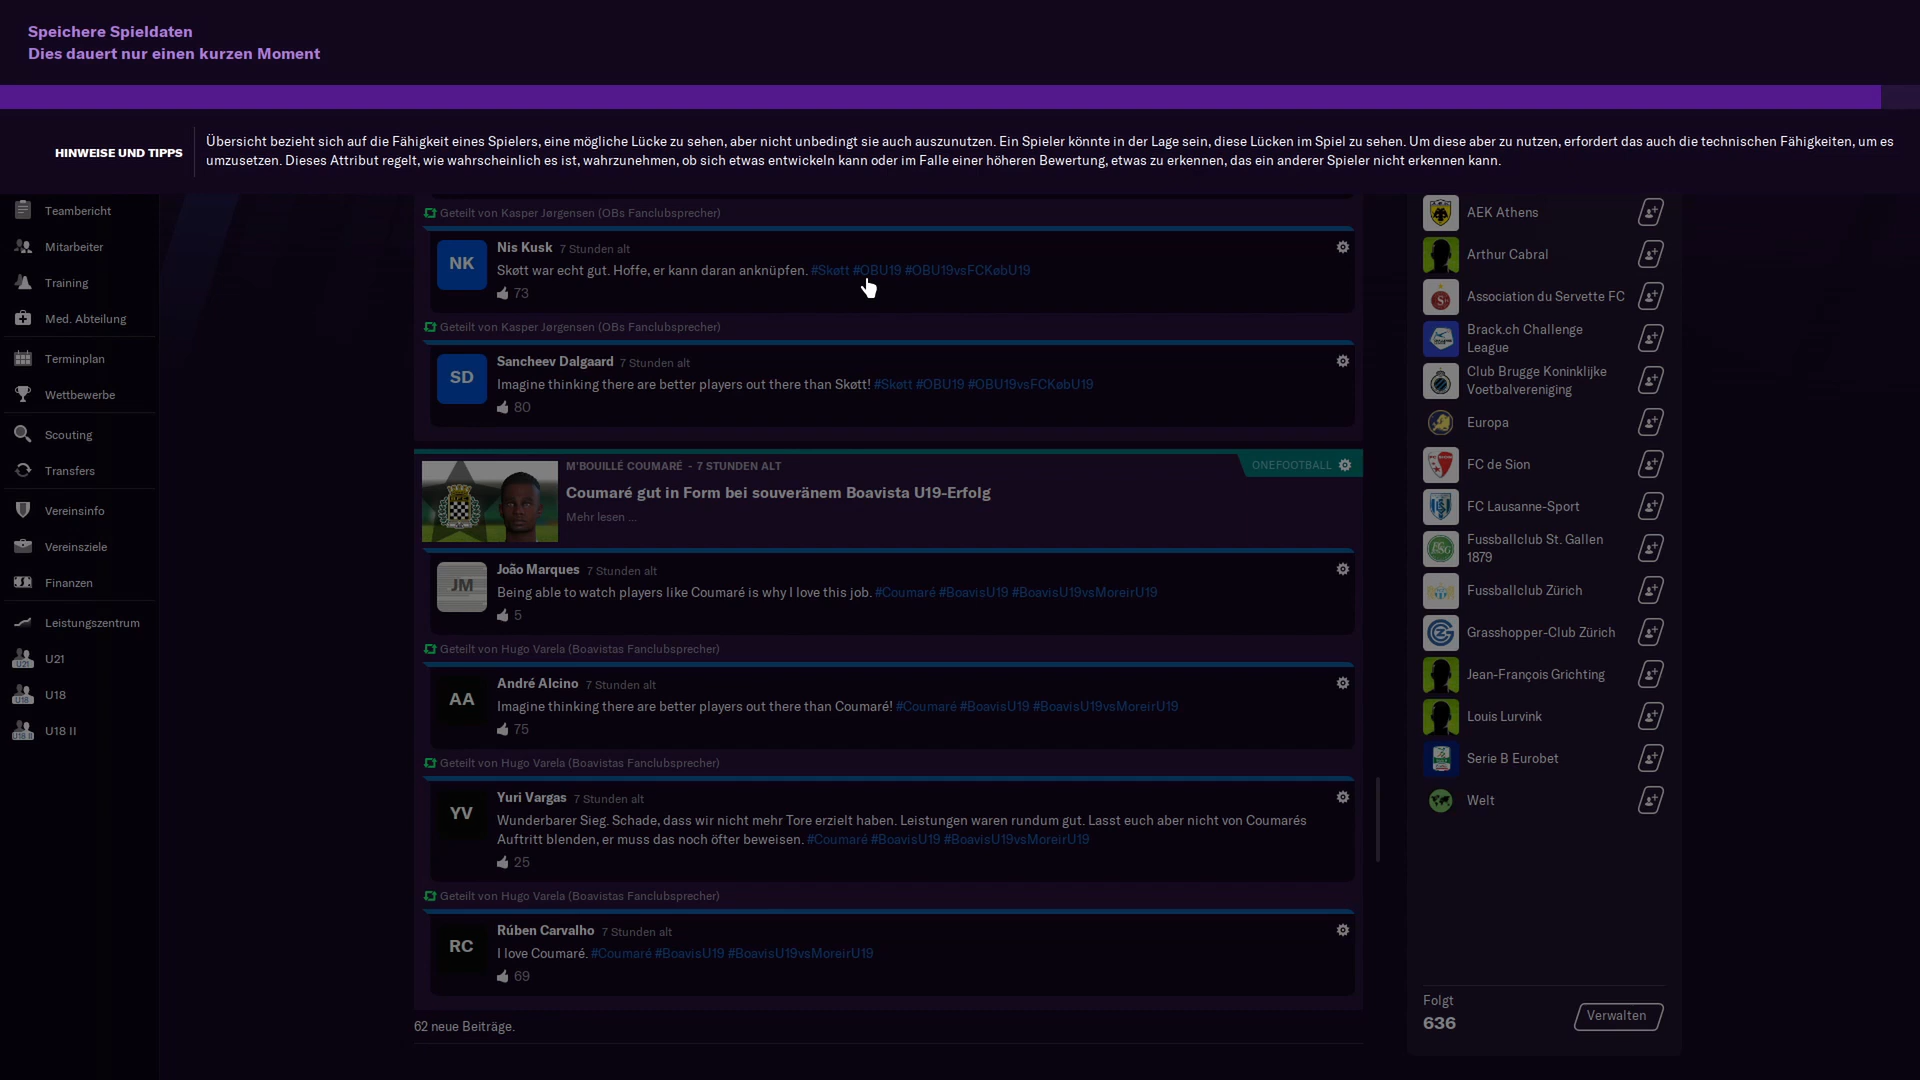 Speichere Spieldaten
Dies dauert nur einen kurzen Moment
HINWEISE UND TIPPS
Übersicht bezieht sich auf die Fähigkeit eines Spielers, eine mögliche Lücke zu sehen, aber nicht unbedingt sie auch auszunutzen. Ein Spieler könnte in der Lage sein, diese Lücken im Spiel zu sehen. Um diese aber zu nutzen, erfordert das auch die technischen Fähigkeiten, um es
umzusetzen. Dieses Attribut regelt, wie wahrscheinlich es ist, wahrzunehmen, ob sich etwas entwickeln kann oder im Falle einer höheren Bewertung, etwas zu erkennen, das ein anderer Spieler nicht erkennen kann.
Teambericht
Mitarbeiter
Training
Med. Abteilung
Terminplan
Wettbewerbe
Scouting
Transfers
Vereinsinfo
Vereinsziele
Finanzen
Leistungszentrum
U21 U21
U18 U18
U18 II U18 II
Geteilt von Kasper Jørgensen (OBs Fanclubsprecher)
NK
Nis Kusk 7 Stunden alt
Skøtt war echt gut. Hoffe, er kann daran anknüpfen. #Skøtt #OBU19 #OBU19vsFCKøbU19
73
Geteilt von Kasper Jørgensen (OBs Fanclubsprecher)
SD
Sancheev Dalgaard 7 Stunden alt
Imagine thinking there are better players out there than Skøtt! #Skøtt #OBU19 #OBU19vsFCKøbU19
80
M'BOUILLÉ COUMARÉ - 7 STUNDEN ALT
ONEFOOTBALL
Coumaré gut in Form bei souveränem Boavista U19-Erfolg
Mehr lesen ...
JM
João Marques 7 Stunden alt
Being able to watch players like Coumaré is why I love this job. #Coumaré #BoavisU19 #BoavisU19vsMoreirU19
5
Geteilt von Hugo Varela (Boavistas Fanclubsprecher)
AA
André Alcino 7 Stunden alt
Imagine thinking there are better players out there than Coumaré! #Coumaré #BoavisU19 #BoavisU19vsMoreirU19
75
Geteilt von Hugo Varela (Boavistas Fanclubsprecher)
YV
Yuri Vargas 7 Stunden alt
Wunderbarer Sieg. Schade, dass wir nicht mehr Tore erzielt haben. Leistungen waren rundum gut. Lasst euch aber nicht von Coumarés
Auftritt blenden, er muss das noch öfter beweisen. #Coumaré #BoavisU19 #BoavisU19vsMoreirU19
25
Geteilt von Hugo Varela (Boavistas Fanclubsprecher)
RC
Rúben Carvalho 7 Stunden alt
I love Coumaré. #Coumaré #BoavisU19 #BoavisU19vsMoreirU19
69
62 neue Beiträge.
AEK Athens
Arthur Cabral
Association du Servette FC
Brack.ch Challenge
League
Club Brugge Koninklijke
Voetbalvereniging
Europa
FC de Sion
FC Lausanne-Sport
Fussballclub St. Gallen
1879
Fussballclub Zürich
Grasshopper-Club Zürich
Jean-François Grichting
Louis Lurvink
Serie B Eurobet
Welt
Folgt
636
Verwalten